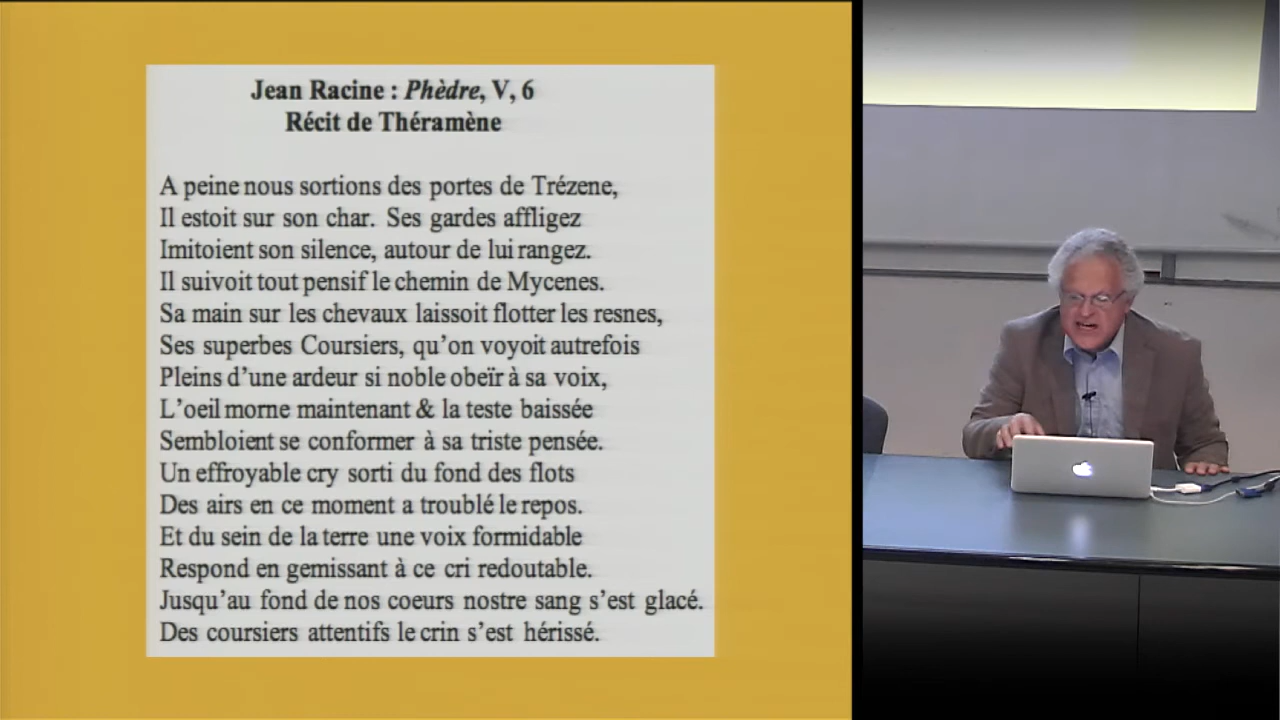 Jean Racine : Phèdre, V, 6
Récit de Théramène
A peine nous sortions des portes de Trézene,
Il estoit sur son char. Ses gardes affligez
Imitoient son silence, autour de lui rangez.
Il suivoit tout pensif le chemin de Mycenes.
Sa main sur les chevaux laissoit flotter les resnes,
Ses superbes Coursiers, qu'on voyoit autrefois
Pleins d'une ardeur si noble obeïr à sa voix,
L'oeil morne maintenant & la teste baissée
Sembloient se conformer à sa triste pensée.
Un effroyable cry sorti du fond des flots
Des airs en ce moment a troublé le repos.
Et du sein de la terre une voix formidable
Respond en gemissant à ce cri redoutable.
Jusqu'au fond de nos coeurs nostre sang s'est glacé.
Des coursiers attentifs le crin s'est hérissé.